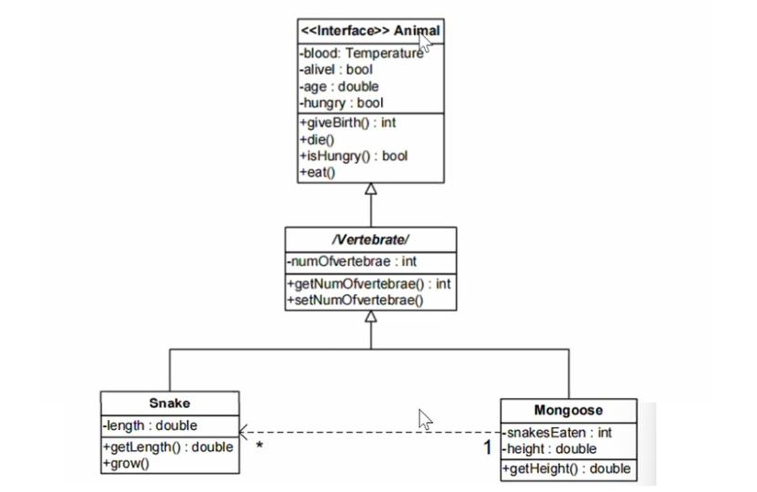 <<Interface>> Animal
-blood: Temperature
-alivel : bool
-age : double
-hungry : bool
+giveBirth() : int
+die()
+isHungry() : bool
+eat()
/Vertebrate/
-numOfvertebrae : int
+getNumOfvertebrae() : int
+setNumOfvertebrae()
Snake
-length : double
+getLength() : double
+grow()
*
1
Mongoose
-snakesEaten : int
-height : double
+getHeight() : double